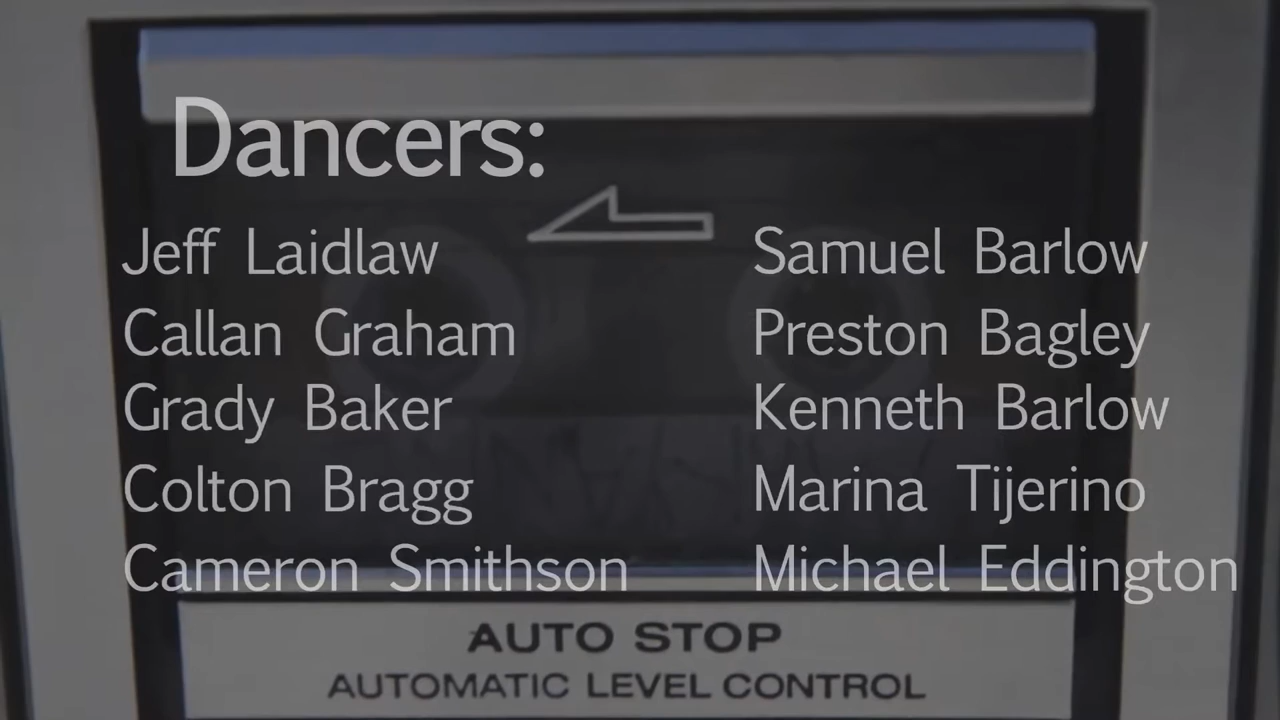 Dancers:
Jeff Laidlaw
Callan Graham
Grady Baker
Colton Bragg
Cameron Smithson
Samuel Barlow
Preston Bagley
Kenneth Barlow
Marina Tijerino
Michael Eddington
AUTO STOP
AUTOMATIC LEVEL CONTROL